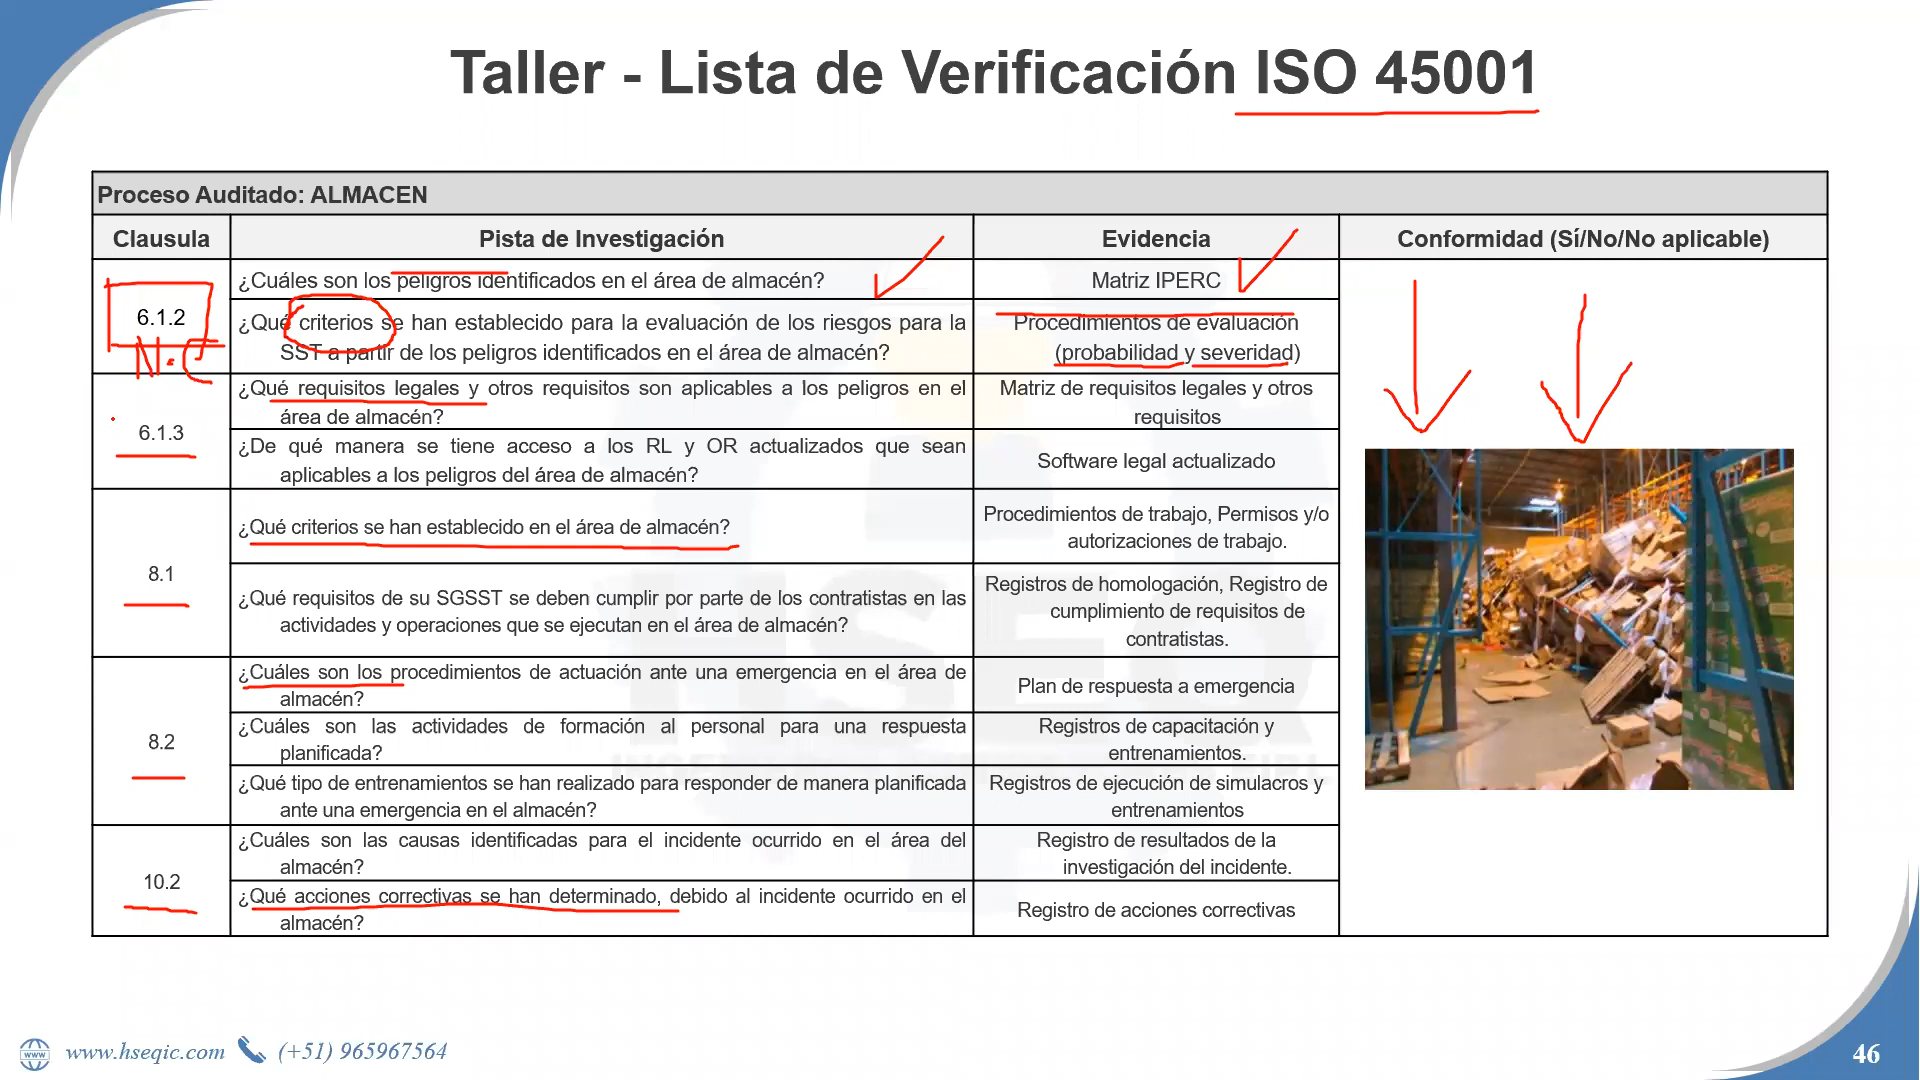 Taller - Lista de Verificación ISO 45001
Proceso Auditado: ALMACEN
Clausula
Pista de Investigación
Evidencia
Conformidad (Sí/No/No aplicable)
6.1.2
N.C
¿Cuáles son los peligros identificados en el área de almacén?
Matriz IPERC
¿Qué criterios se han establecido para la evaluación de los riesgos para la
SST a partir de los peligros identificados en el área de almacén?
Procedimientos de evaluación
(probabilidad y severidad)
6.1.3
¿Qué requisitos legales y otros requisitos son aplicables a los peligros en el
área de almacén?
Matriz de requisitos legales y otros
requisitos
¿De qué manera se tiene acceso a los RL y OR actualizados que sean
aplicables a los peligros del área de almacén?
Software legal actualizado
8.1
¿Qué criterios se han establecido en el área de almacén?
Procedimientos de trabajo, Permisos y/o
autorizaciones de trabajo.
¿Qué requisitos de su SGSST se deben cumplir por parte de los contratistas en las
actividades y operaciones que se ejecutan en el área de almacén?
Registros de homologación, Registro de
cumplimiento de requisitos de
contratistas.
8.2
¿Cuáles son los procedimientos de actuación ante una emergencia en el área de
almacén?
Plan de respuesta a emergencia
¿Cuáles son las actividades de formación al personal para una respuesta
planificada?
Registros de capacitación y
entrenamientos.
¿Qué tipo de entrenamientos se han realizado para responder de manera planificada
ante una emergencia en el almacén?
Registros de ejecución de simulacros y
entrenamientos
10.2
¿Cuáles son las causas identificadas para el incidente ocurrido en el área del
almacén?
Registro de resultados de la
investigación del incidente.
¿Qué acciones correctivas se han determinado, debido al incidente ocurrido en el
almacén?
Registro de acciones correctivas
HSEQ
www.hseqic.com
(+51) 965967564
46